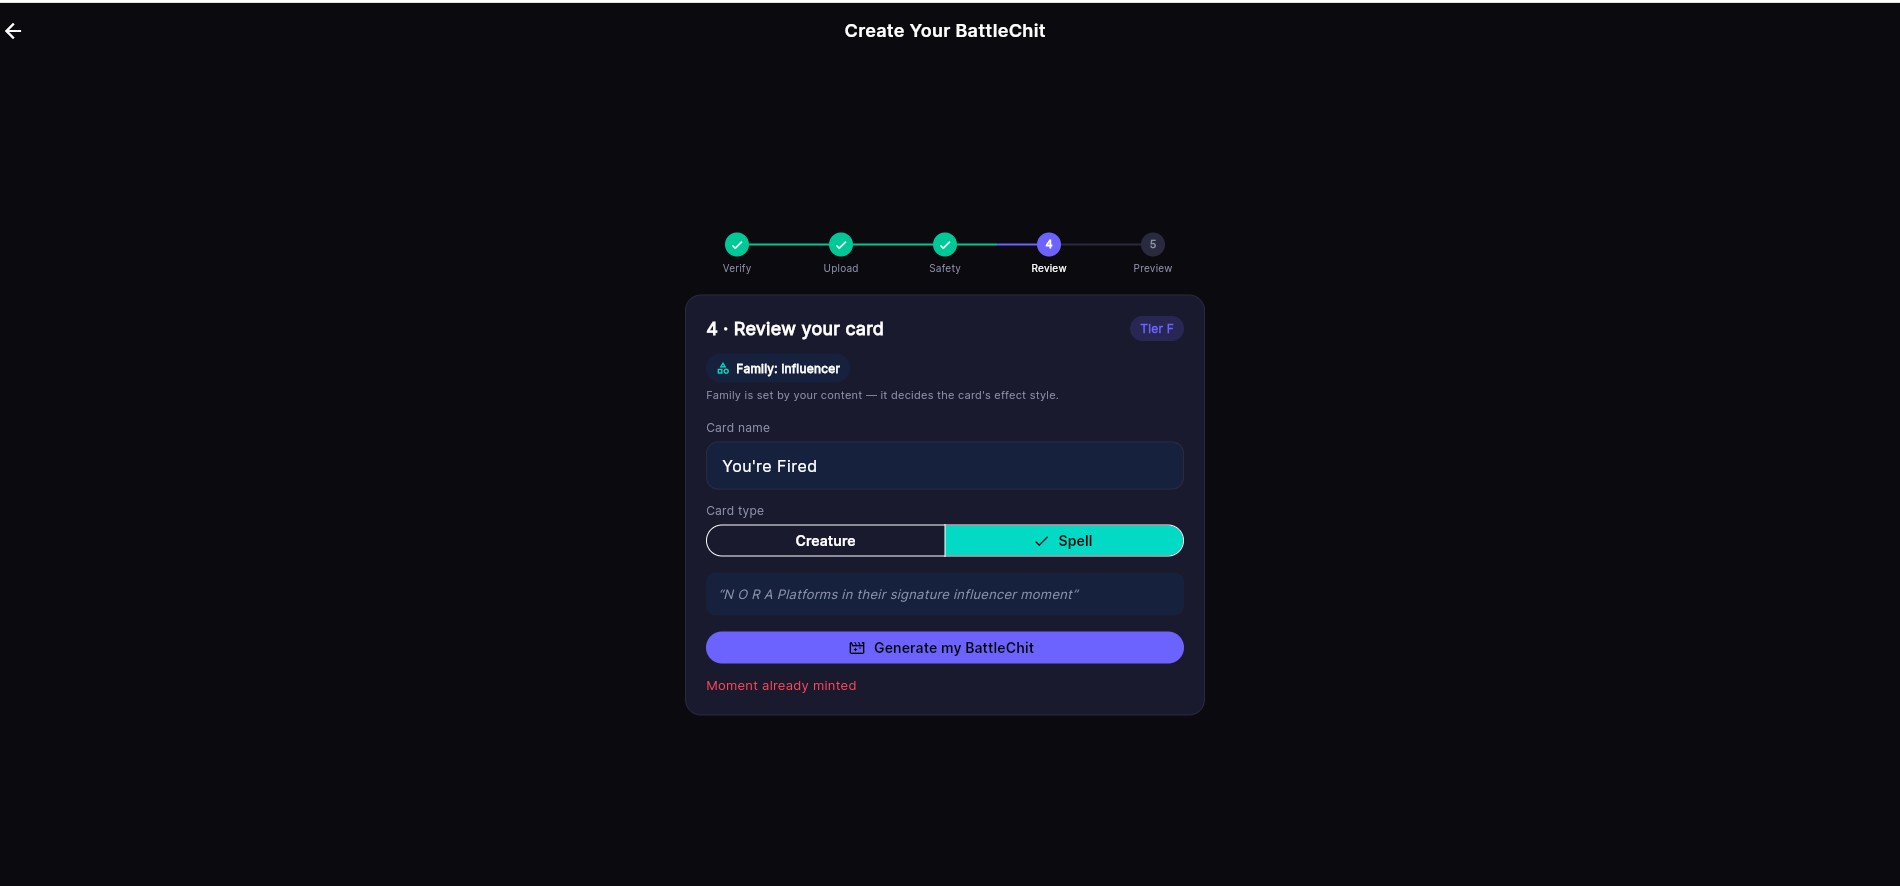 Create Your BattleChit
4
5
Verify
Upload
Safety
Review
Preview
4 · Review your card
Tier F
Family: Influencer
Family is set by your content — it decides the card's effect style.
Card name
You're Fired
Card type
Creature
Spell
“N O R A Platforms in their signature influencer moment”
Generate my BattleChit
Moment already minted